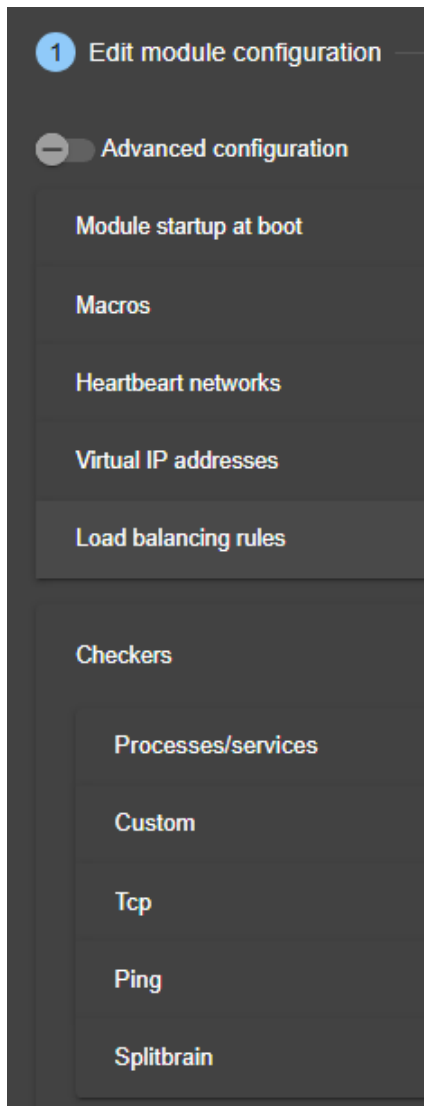 1 Edit module configuration
Advanced configuration
Module startup at boot
Macros
Heartbeart networks
Virtual IP addresses
Load balancing rules
Checkers
Processes/services
Custom
Tcp
Ping
Splitbrain